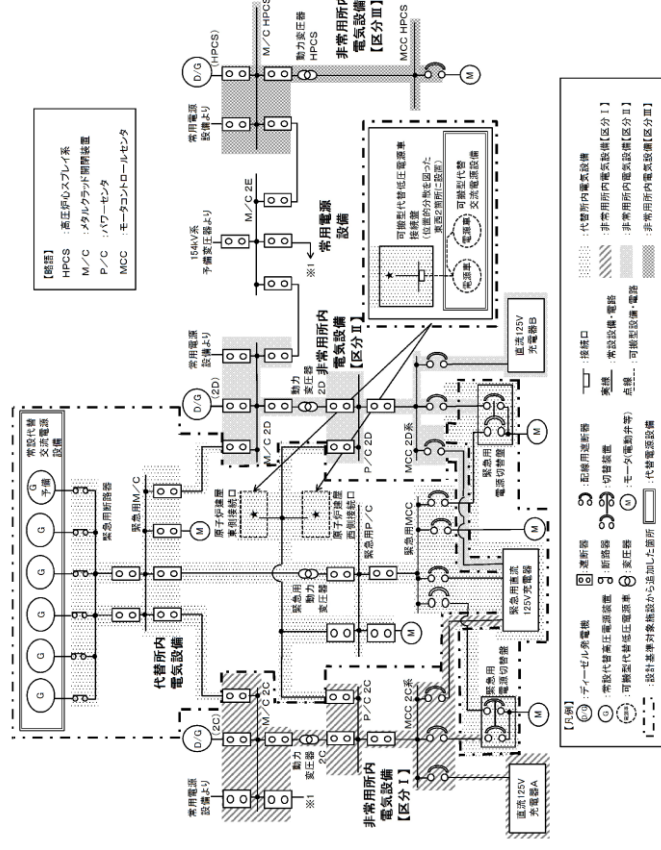 【略語】
HPCS ：高圧炉心スプレイ系
M／C ：メタルクラッド開閉装置
P／C ：パワーセンタ
MCC ：モータコントロールセンタ
常設代替
交流電源
設備
G
G
G
G
G
G
予備
緊急用断路器
緊急用M／C
M
代替所内
電気設備
常用電源
設備より
D/G
(2C)
M／C 2C
※1
動力
変圧器
2C
非常用所内
電気設備
【区分Ⅰ】
P／C 2C
MCC 2C系
直流125V
充電器A
緊急用
電源切替盤
M
緊急用
動力
変圧器
緊急用P／C
M
緊急用MCC
M
緊急用直流
125V充電器
原子炉建屋
東側接続口
原子炉建屋
西側接続口
D/G
(2D)
常用電源
設備より
M／C 2D
動力
変圧器
2D
非常用所内
電気設備
【区分Ⅱ】
P／C 2D
MCC 2D系
緊急用
電源切替盤
M
直流125V
充電器B
154kV系
予備変圧器より
M／C 2E
※1
常用電源
設備
可搬型代替低圧電源車
接続盤
(位置的分散を図った
東西2箇所に設置)
可搬型代替
交流電源設備
電源車
電源車
常用電源
設備より
D/G
(HPCS)
M／C HPCS
動力変圧器
HPCS
非常用所内
電気設備
【区分Ⅲ】
MCC HPCS
M
【凡例】
D/G ：ディーゼル発電機
G ：常設代替高圧電源装置
電源車 ：可搬型代替低圧電源車
：設計基準対象施設から追加した箇所
：遮断器
：断路器
：変圧器
：代替電源設備
：配線用遮断器
：切替装置
M ：モータ(電動弁等)
：接続口
実線 ：常設設備・電路
点線 ：可搬型設備・電路
：代替所内電気設備
：非常用所内電気設備【区分Ⅰ】
：非常用所内電気設備【区分Ⅱ】
：非常用所内電気設備【区分Ⅲ】